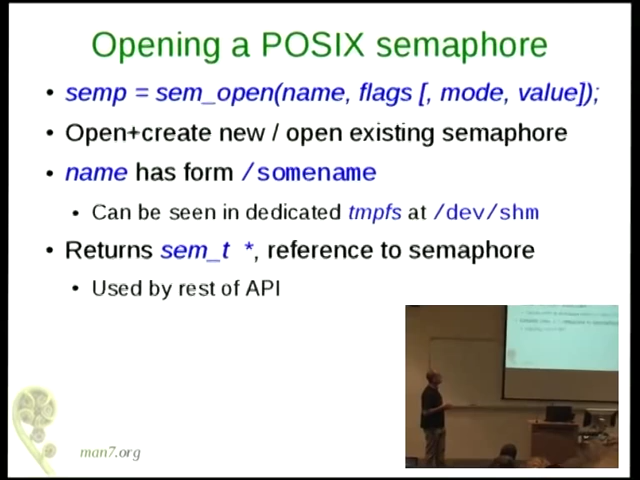 Opening a POSIX semaphore
• semp = sem_open(name, flags [, mode, value]);
• Open+create new / open existing semaphore
• name has form /somename
• Can be seen in dedicated tmpfs at /dev/shm
• Returns sem_t *, reference to semaphore
• Used by rest of API
man7.org